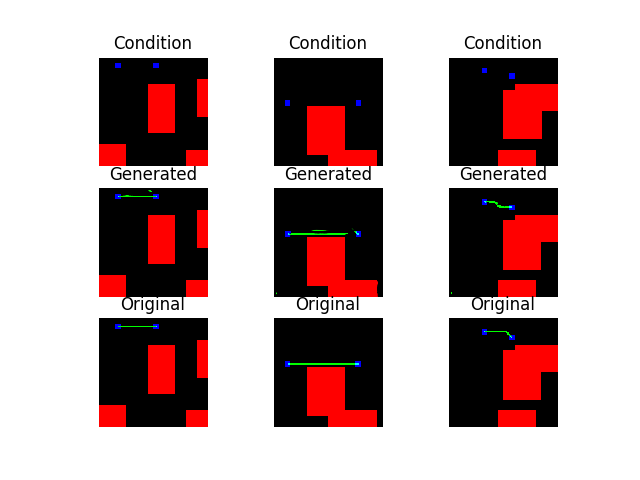 Condition Condition Condition
Generated Generated Generated
Original Original Original